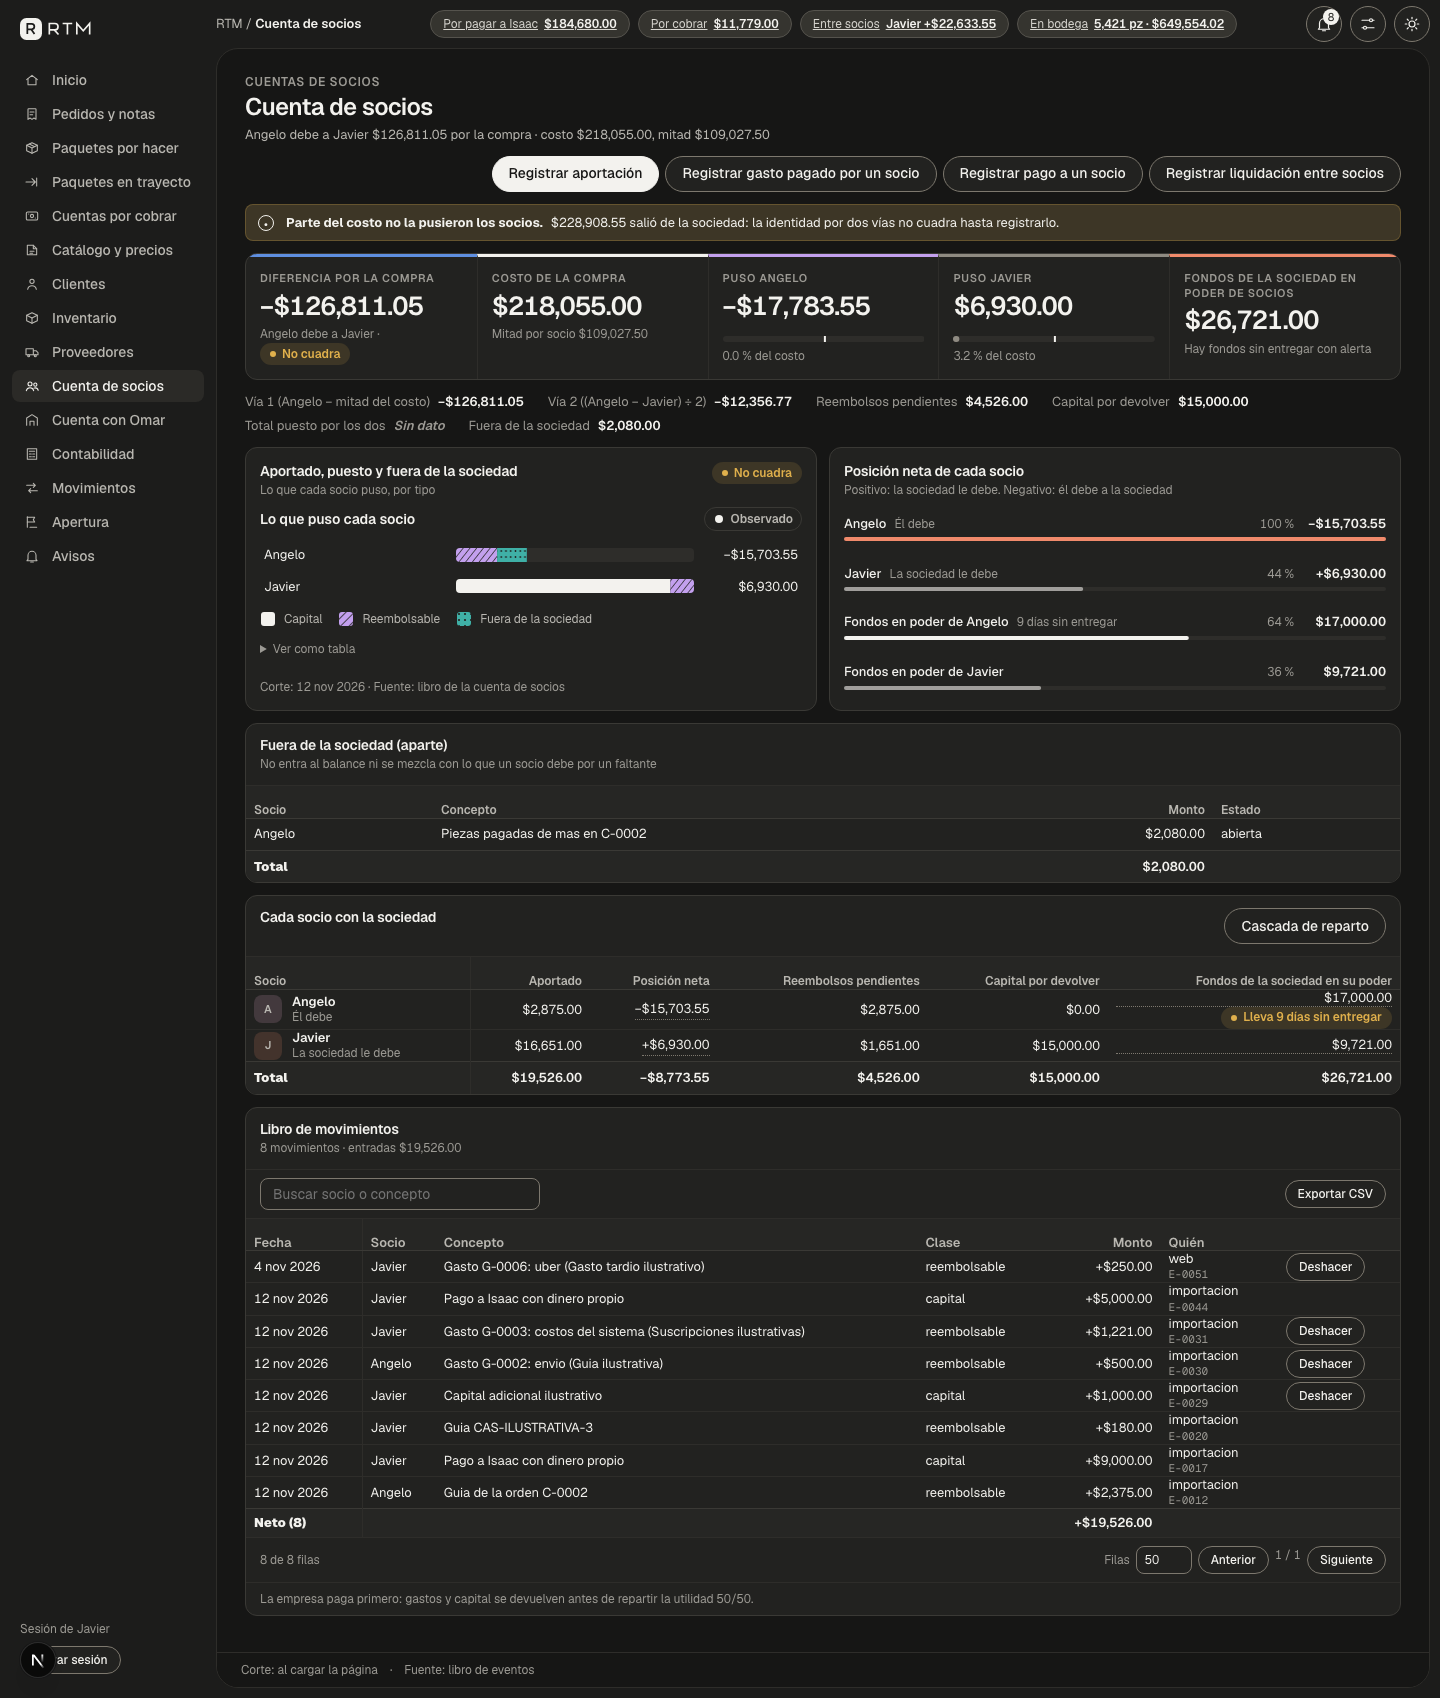 R RTM
RTM / Cuenta de socios
Por pagar a Isaac $184,680.00
Por cobrar $11,779.00
Entre socios Javier +$22,633.55
En bodega 5,421 pz · $649,554.02
8
Inicio
Pedidos y notas
Paquetes por hacer
Paquetes en trayecto
Cuentas por cobrar
Catálogo y precios
Clientes
Inventario
Proveedores
Cuenta de socios
Cuenta con Omar
Contabilidad
Movimientos
Apertura
Avisos
Sesión de Javier
N ar sesión
CUENTAS DE SOCIOS
Cuenta de socios
Angelo debe a Javier $126,811.05 por la compra · costo $218,055.00, mitad $109,027.50
Registrar aportación
Registrar gasto pagado por un socio
Registrar pago a un socio
Registrar liquidación entre socios
Parte del costo no la pusieron los socios. $228,908.55 salió de la sociedad: la identidad por dos vías no cuadra hasta registrarlo.
DIFERENCIA POR LA COMPRA
−$126,811.05
Angelo debe a Javier ·
No cuadra
COSTO DE LA COMPRA
$218,055.00
Mitad por socio $109,027.50
PUSO ANGELO
−$17,783.55
0.0 % del costo
PUSO JAVIER
$6,930.00
3.2 % del costo
FONDOS DE LA SOCIEDAD EN
PODER DE SOCIOS
$26,721.00
Hay fondos sin entregar con alerta
Vía 1 (Angelo − mitad del costo) −$126,811.05 Vía 2 ((Angelo − Javier) ÷ 2) −$12,356.77 Reembolsos pendientes $4,526.00 Capital por devolver $15,000.00
Total puesto por los dos Sin dato Fuera de la sociedad $2,080.00
Aportado, puesto y fuera de la sociedad
No cuadra
Lo que cada socio puso, por tipo
Lo que puso cada socio
Observado
Angelo −$15,703.55
Javier $6,930.00
Capital Reembolsable Fuera de la sociedad
Ver como tabla
Corte: 12 nov 2026 · Fuente: libro de la cuenta de socios
Posición neta de cada socio
Positivo: la sociedad le debe. Negativo: él debe a la sociedad
Angelo Él debe 100 % −$15,703.55
Javier La sociedad le debe 44 % +$6,930.00
Fondos en poder de Angelo 9 días sin entregar 64 % $17,000.00
Fondos en poder de Javier 36 % $9,721.00
Fuera de la sociedad (aparte)
No entra al balance ni se mezcla con lo que un socio debe por un faltante
Socio Concepto Monto Estado
Angelo Piezas pagadas de mas en C-0002 $2,080.00 abierta
Total $2,080.00
Cada socio con la sociedad
Cascada de reparto
Socio Aportado Posición neta Reembolsos pendientes Capital por devolver Fondos de la sociedad en su poder
A Angelo Él debe $2,875.00 −$15,703.55 $2,875.00 $0.00 $17,000.00
Lleva 9 días sin entregar
J Javier La sociedad le debe $16,651.00 +$6,930.00 $1,651.00 $15,000.00 $9,721.00
Total $19,526.00 −$8,773.55 $4,526.00 $15,000.00 $26,721.00
Libro de movimientos
8 movimientos · entradas $19,526.00
Buscar socio o concepto
Exportar CSV
Fecha Socio Concepto Clase Monto Quién
4 nov 2026 Javier Gasto G-0006: uber (Gasto tardio ilustrativo) reembolsable +$250.00 web E-0051 Deshacer
12 nov 2026 Javier Pago a Isaac con dinero propio capital +$5,000.00 importacion E-0044
12 nov 2026 Javier Gasto G-0003: costos del sistema (Suscripciones ilustrativas) reembolsable +$1,221.00 importacion E-0031 Deshacer
12 nov 2026 Angelo Gasto G-0002: envio (Guia ilustrativa) reembolsable +$500.00 importacion E-0030 Deshacer
12 nov 2026 Javier Capital adicional ilustrativo capital +$1,000.00 importacion E-0029 Deshacer
12 nov 2026 Javier Guia CAS-ILUSTRATIVA-3 reembolsable +$180.00 importacion E-0020
12 nov 2026 Javier Pago a Isaac con dinero propio capital +$9,000.00 importacion E-0017
12 nov 2026 Angelo Guia de la orden C-0002 reembolsable +$2,375.00 importacion E-0012
Neto (8) +$19,526.00
8 de 8 filas
Filas 50 Anterior 1 / 1 Siguiente
La empresa paga primero: gastos y capital se devuelven antes de repartir la utilidad 50/50.
Corte: al cargar la página · Fuente: libro de eventos